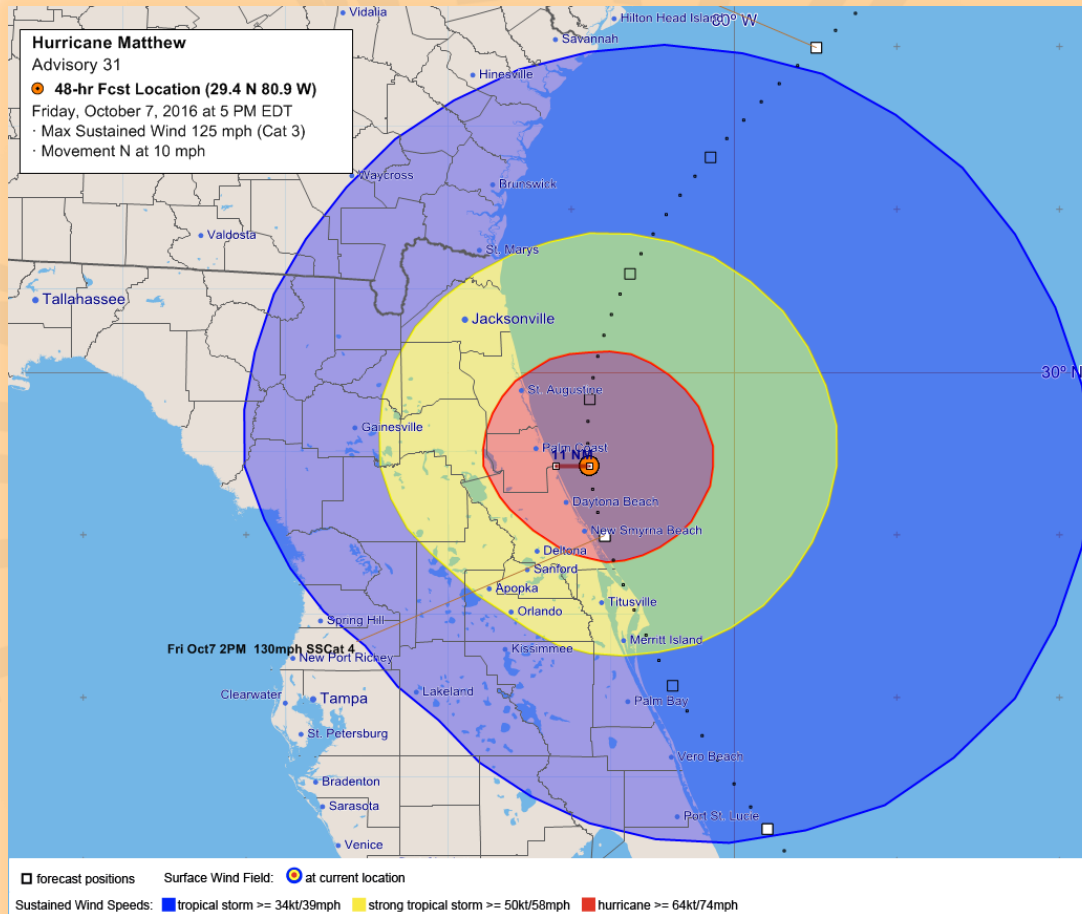 Hurricane Matthew
Advisory 31
48-hr Fcst Location (29.4 N 80.9 W)
Friday, October 7, 2016 at 5 PM EDT
· Max Sustained Wind 125 mph (Cat 3)
· Movement N at 10 mph
Vidalia
Hilton Head Island
80º W
Savannah
Hinesville
Waycross
Brunswick
Valdosta
St. Marys
Tallahassee
Jacksonville
30º N
St. Augustine
Gainesville
Palm Coast
11 NM
Daytona Beach
New Smyrna Beach
Deltona
Sanford
Apopka
Titusville
Orlando
Spring Hill
Merritt Island
Fri Oct7 2PM 130mph SSCat 4
Kissimmee
New Port Richey
Clearwater
Tampa
Lakeland
Palm Bay
St. Petersburg
Vero Beach
Bradenton
Sarasota
Port St. Lucie
Venice
forecast positions Surface Wind Field: at current location
Sustained Wind Speeds: tropical storm >= 34kt/39mph strong tropical storm >= 50kt/58mph hurricane >= 64kt/74mph